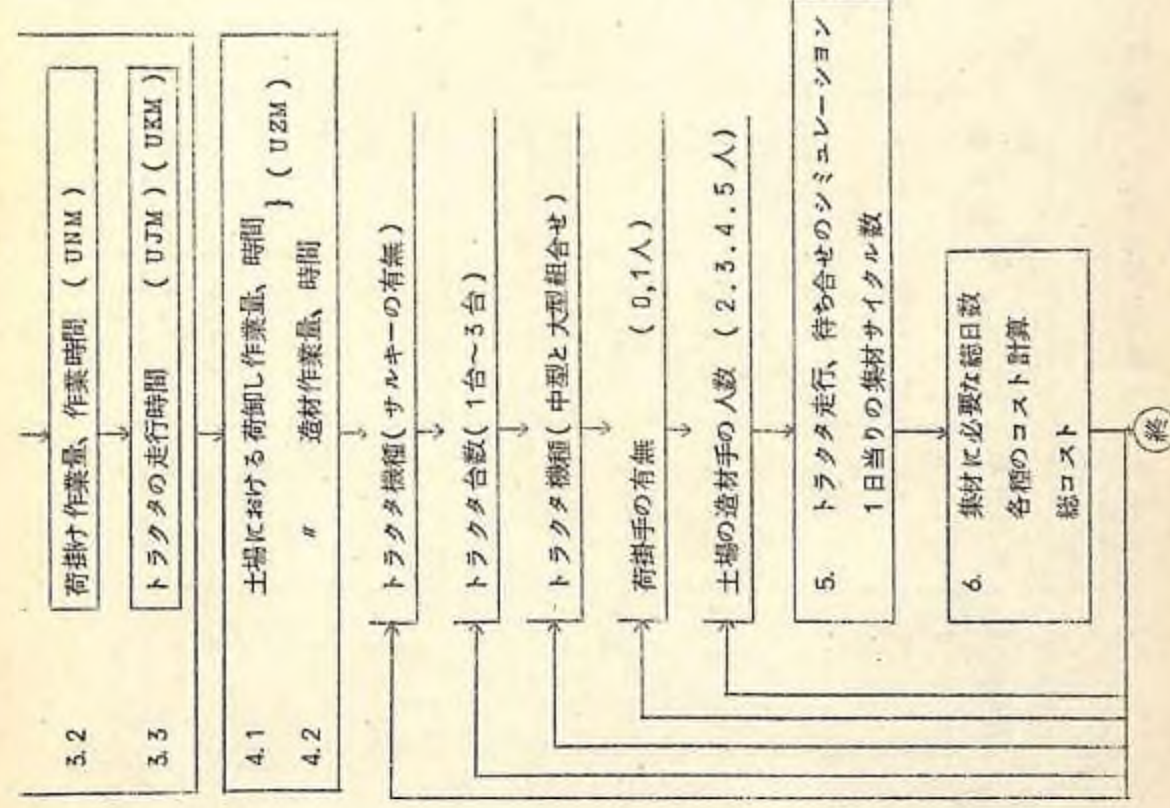 3.2 荷掛け作業量、作業時間 (UNM)
3.3 トラクタの走行時間 (UJM)(UKM)
4.1 土場における荷卸し作業量、時間 } (UZM)
4.2 〃 造材作業量、時間
トラクタ機種(サルキーの有無)
トラクタ台数(1台~3台)
トラクタ機種(中型と大型組合せ)
荷掛手の有無 (0,1人)
土場の造材手の人数 (2.3.4.5人)
5. トラクタ走行、待ち合せのシミュレーション
1日当りの集材サイクル数
6. 集材に必要な総日数
各種のコスト計算
総コスト
終